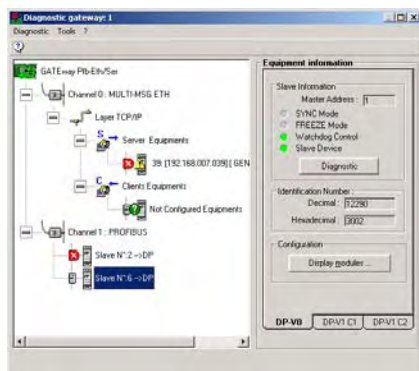 Diagnostic gateway: 1
Diagnostic Tools ?
GATEway Pfb-Eth/Ser
Channel 0 : MULTI-MSG ETH
Layer TCP/IP
Server Equipments
39: [192.168.007.039] [ GEN
Clients Equipments
Not Configured Equipments
Channel 1 : PROFIBUS
Slave N°:2 ->DP
Slave N°:6 ->DP
Equipment information
Slave Information
Master Address : 1
SYNC Mode
FREEZE Mode
Watchdog Control
Slave Device
Diagnostic
Identification Number :
Decimal : 12290
Hexadecimal : 3002
Configuration
Display modules ...
DP-V0 DP-V1 C1 DP-V1 C2